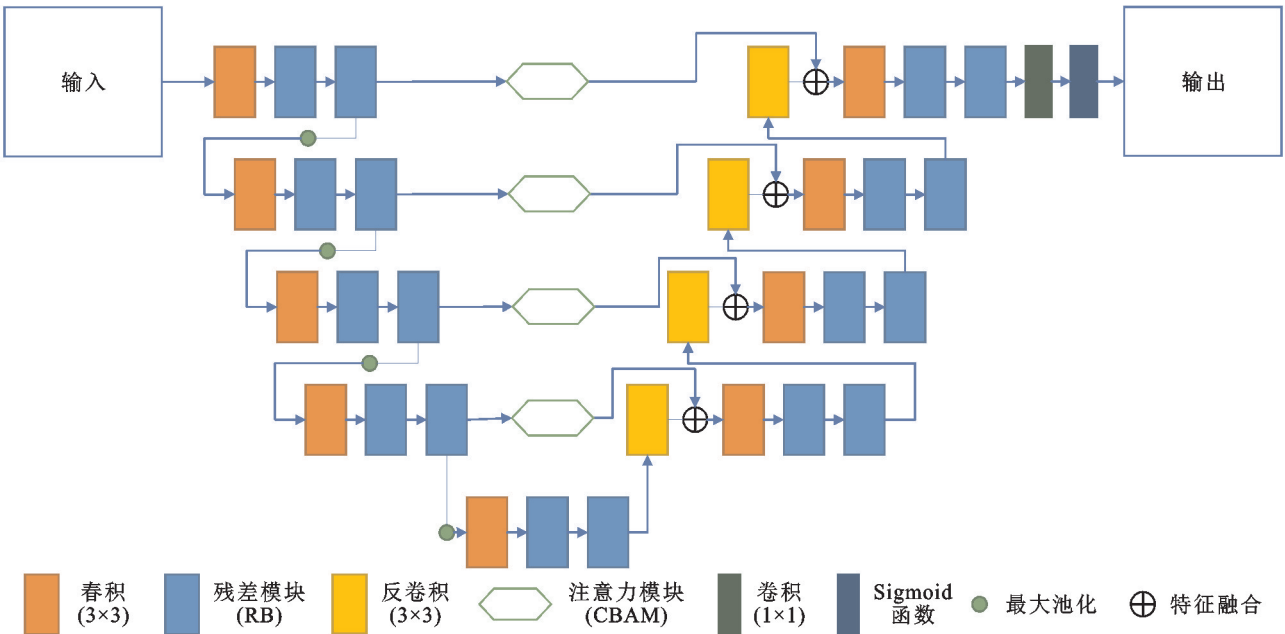 输入
输出
春积
(3×3)
残差模块
(RB)
反卷积
(3×3)
注意力模块
(CBAM)
卷积
(1×1)
Sigmoid
函数
最大池化
特征融合